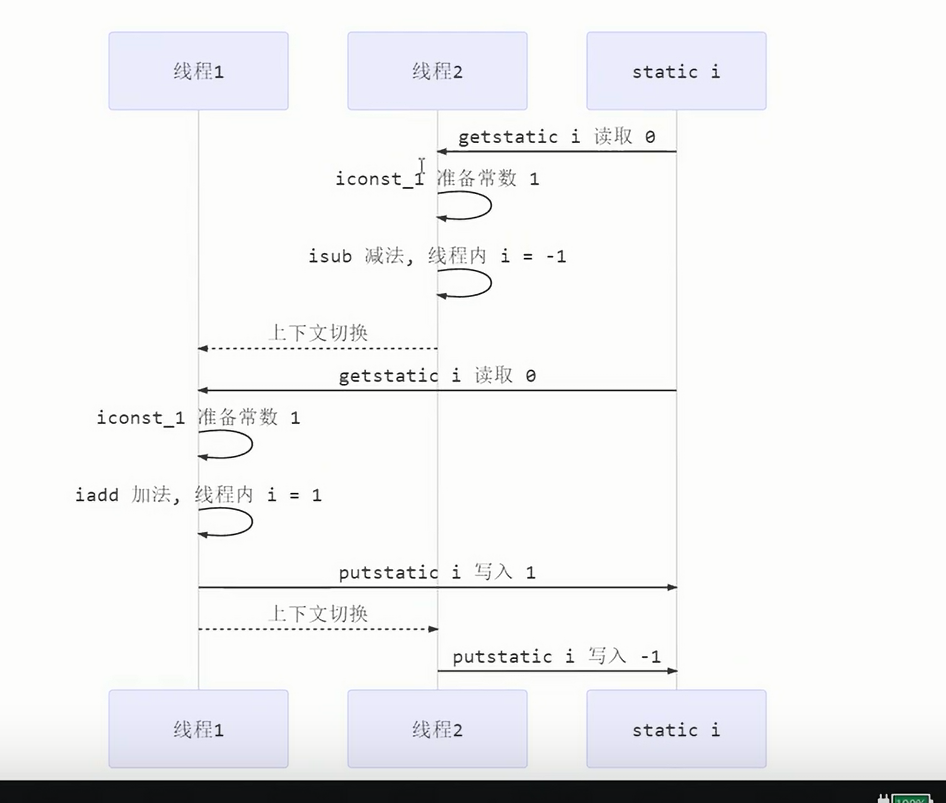 线程1
线程2
static i
getstatic i 读取 0
iconst_1 准备常数 1
isub 减法, 线程内 i = -1
上下文切换
getstatic i 读取 0
iconst_1 准备常数 1
iadd 加法, 线程内 i = 1
putstatic i 写入 1
上下文切换
putstatic i 写入 -1
线程1
线程2
static i
100%